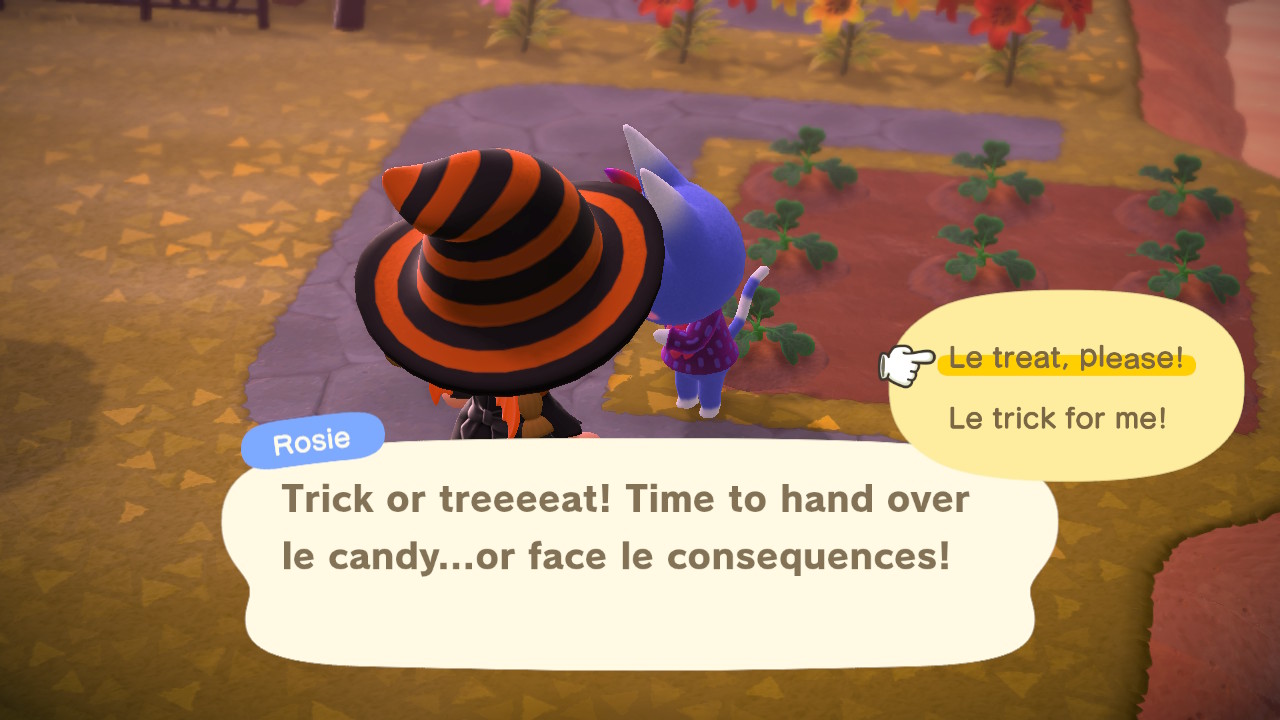 Le treat, please!
Le trick for me!
Rosie
Trick or treeeeat! Time to hand over
le candy...or face le consequences!